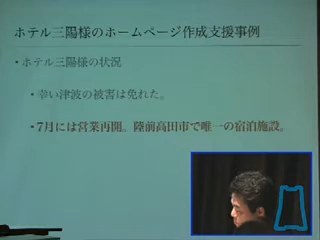 ホテル三陽様のホームページ作成支援事例
・ホテル三陽様の状況
・幸い津波の被害は免れた。
・7月には営業再開。陸前高田市で唯一の宿泊施設。